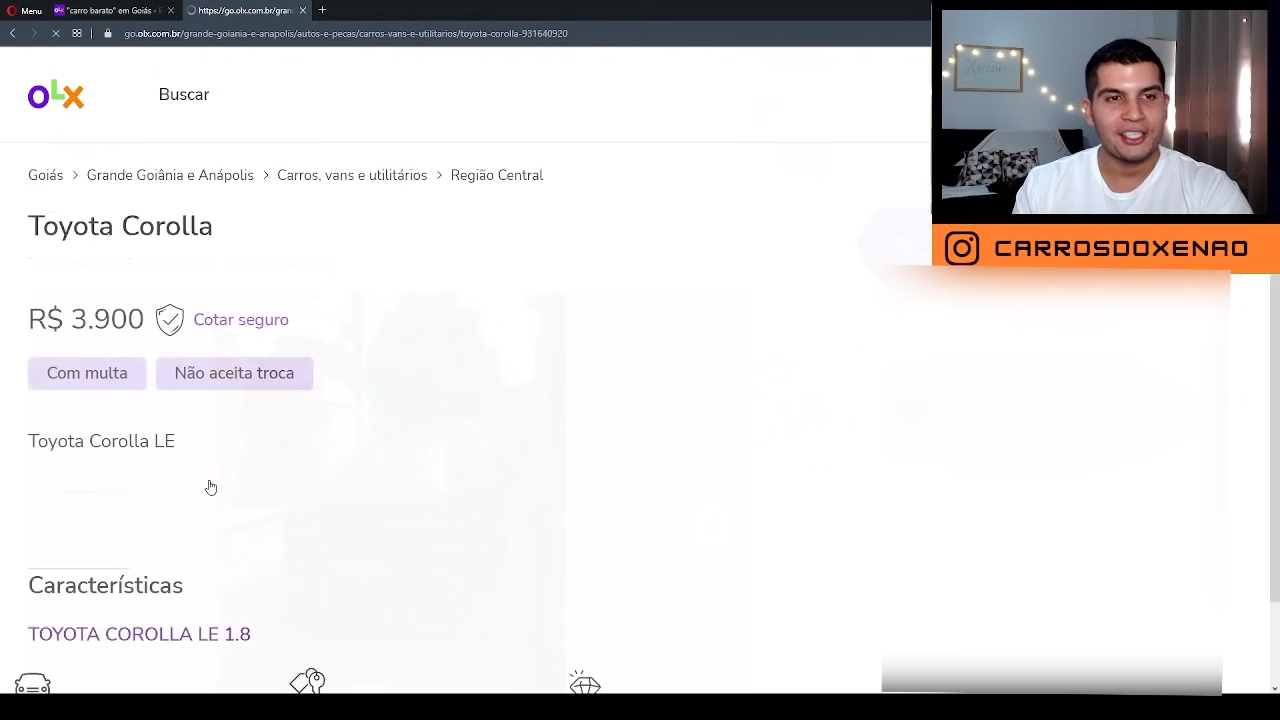 Menu
"carro barato" em Goiás - 
https://go.olx.com.br/gran
go.olx.com.br/grande-goiania-e-anapolis/autos-e-pecas/carros-vans-e-utilitarios/toyota-corolla-931640920
OLX
Buscar
Goiás > Grande Goiânia e Anápolis > Carros, vans e utilitários > Região Central
Toyota Corolla
R$ 3.900 Cotar seguro
Com multa Não aceita troca
Toyota Corolla LE
Características
TOYOTA COROLLA LE 1.8
CARROSDOXENAO